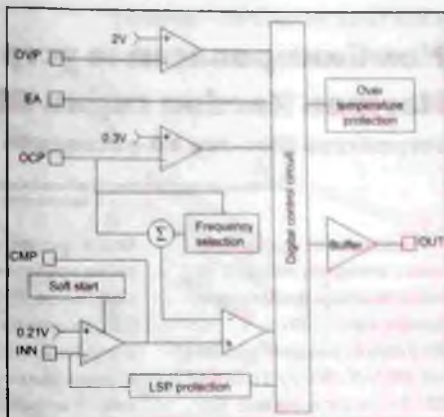 2V
OVP
EA
Over
temperature
protection
0.3V
OCP
Digital control circuit
Σ
Frequency
selection
Buffer
OUT
CMP
Soft start
0.21V
INN
LSP protection